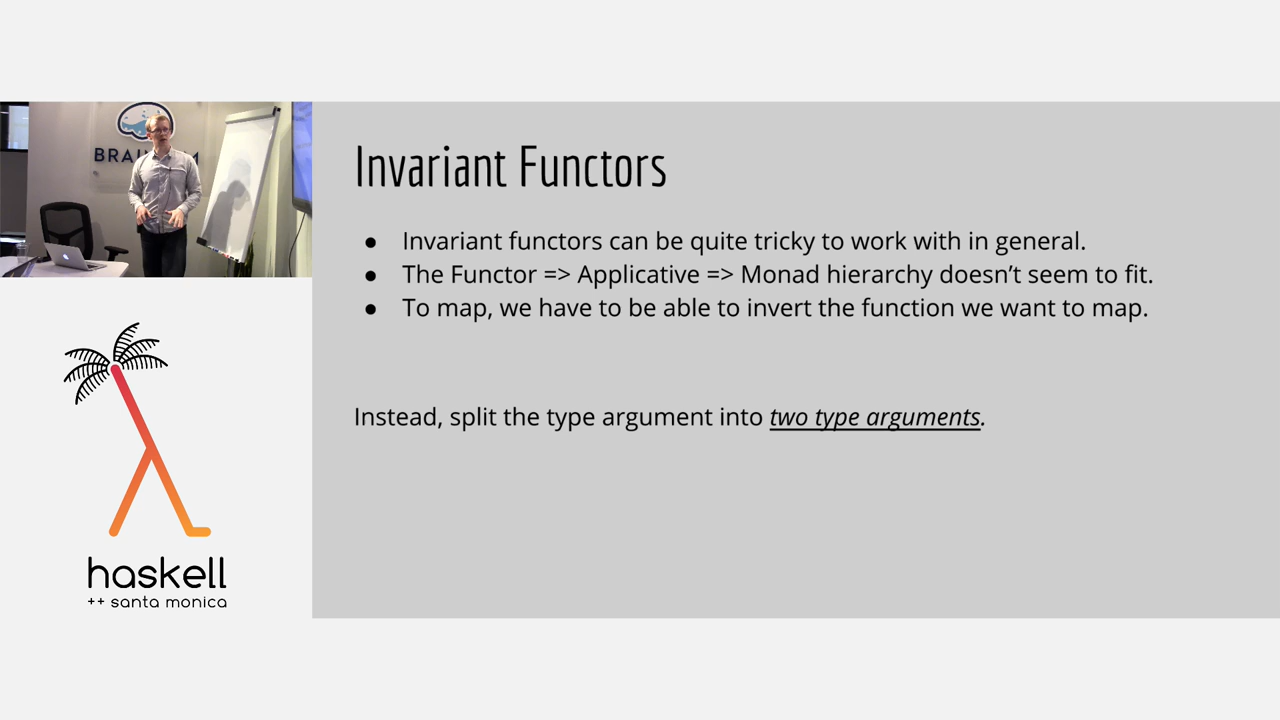 BRAIN M
Invariant Functors
● Invariant functors can be quite tricky to work with in general.
● The Functor => Applicative => Monad hierarchy doesn’t seem to fit.
● To map, we have to be able to invert the function we want to map.
Instead, split the type argument into two type arguments.
haskell
++ santa monica